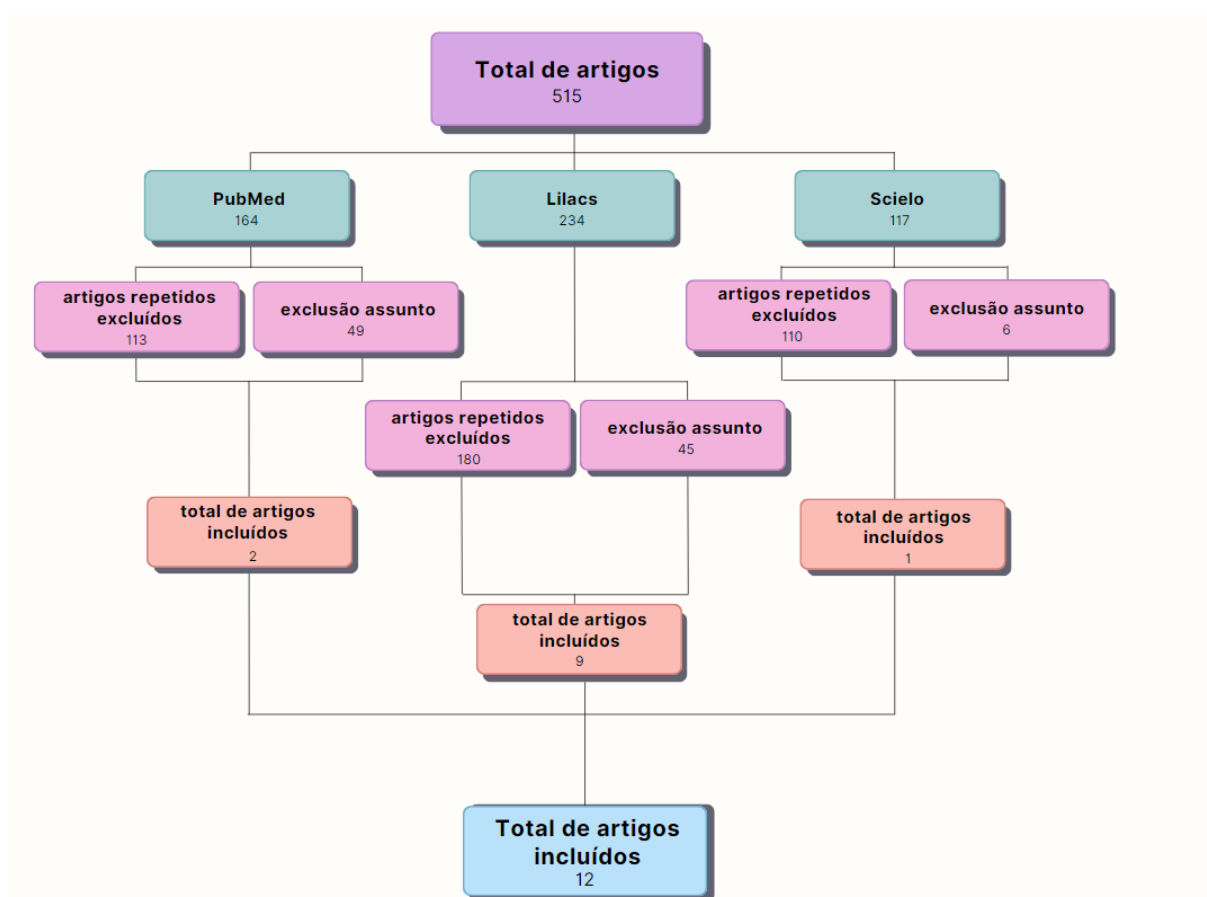 Total de artigos
515
PubMed
164
Lilacs
234
Scielo
117
artigos repetidos
excluídos
113
exclusão assunto
49
artigos repetidos
excluídos
110
exclusão assunto
6
artigos repetidos
excluídos
180
exclusão assunto
45
total de artigos
incluídos
2
total de artigos
incluídos
1
total de artigos
incluídos
9
Total de artigos
incluídos
12